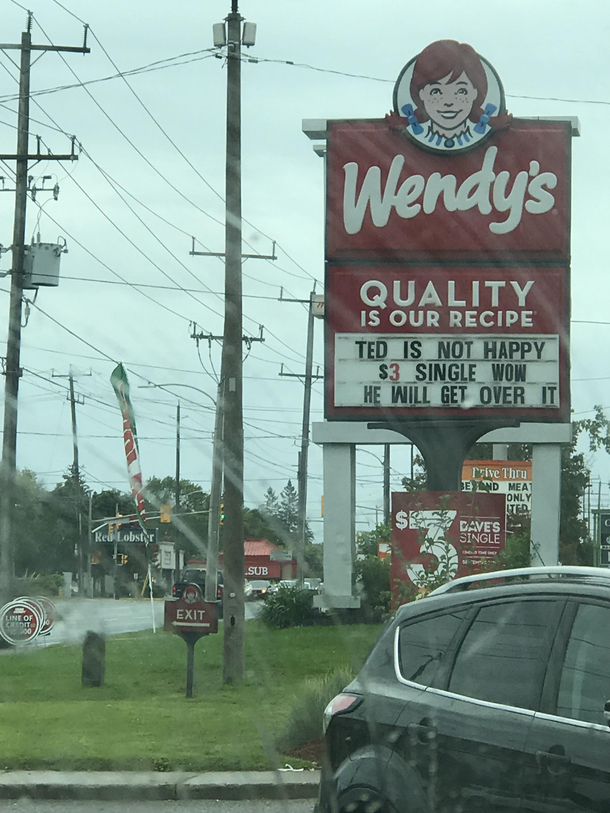 Wendy's
QUALITY
IS OUR RECIPE
TED IS NOT HAPPY
$3 SINGLE WOW
HE WILL GET OVER IT
Drive Thru
BEYOND MEAT
ONLY
$3
DAVE'S
SINGLE
Red Lobster
SUB
EXIT
LINE OF
CREDIT